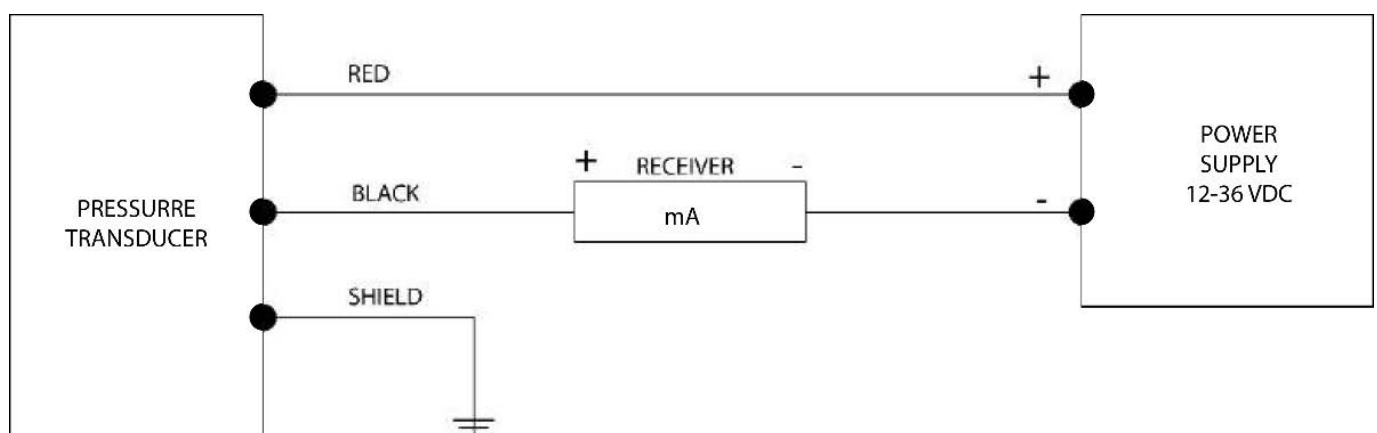 RED
+
POWER
SUPPLY
12-36 VDC
+ RECEIVER -
BLACK
mA
-
PRESSURRE
TRANSDUCER
SHIELD